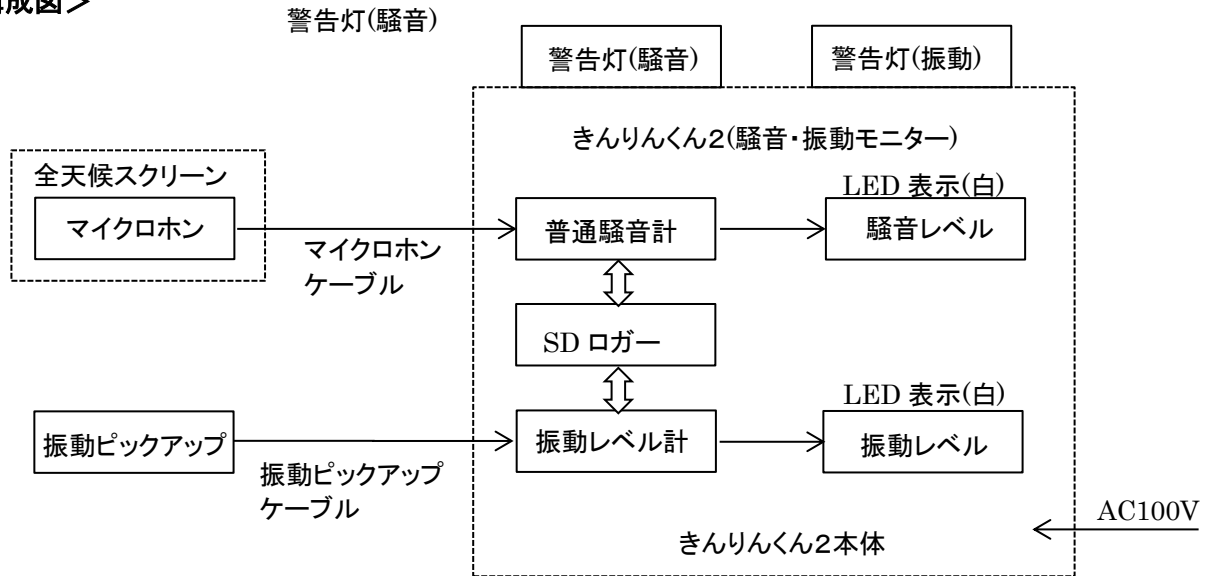 成図＞
警告灯(騒音)
警告灯(騒音)
警告灯(振動)
きんりんくん２(騒音・振動モニター)
全天候スクリーン
マイクロホン
マイクロホン
ケーブル
普通騒音計
LED 表示(白)
騒音レベル
SD ロガー
振動ピックアップ
振動ピックアップ
ケーブル
振動レベル計
LED 表示(白)
振動レベル
AC100V
きんりんくん２本体